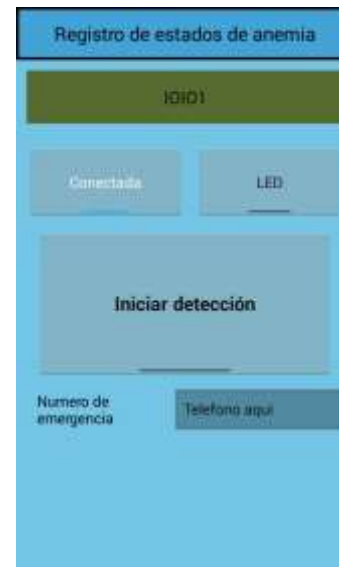 Registro de estados de anemia
IOIO1
Conectada
LED
Iniciar detección
Numero de
emergencia
Telefono aqui